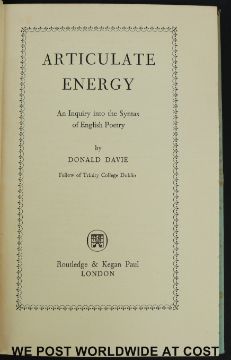 ARTICULATE
ENERGY
An Inquiry into the Syntax
of English Poetry
by
DONALD DAVIE
Fellow of Trinity College Dublin
Routledge & Kegan Paul
LONDON
WE POST WORLDWIDE AT COST